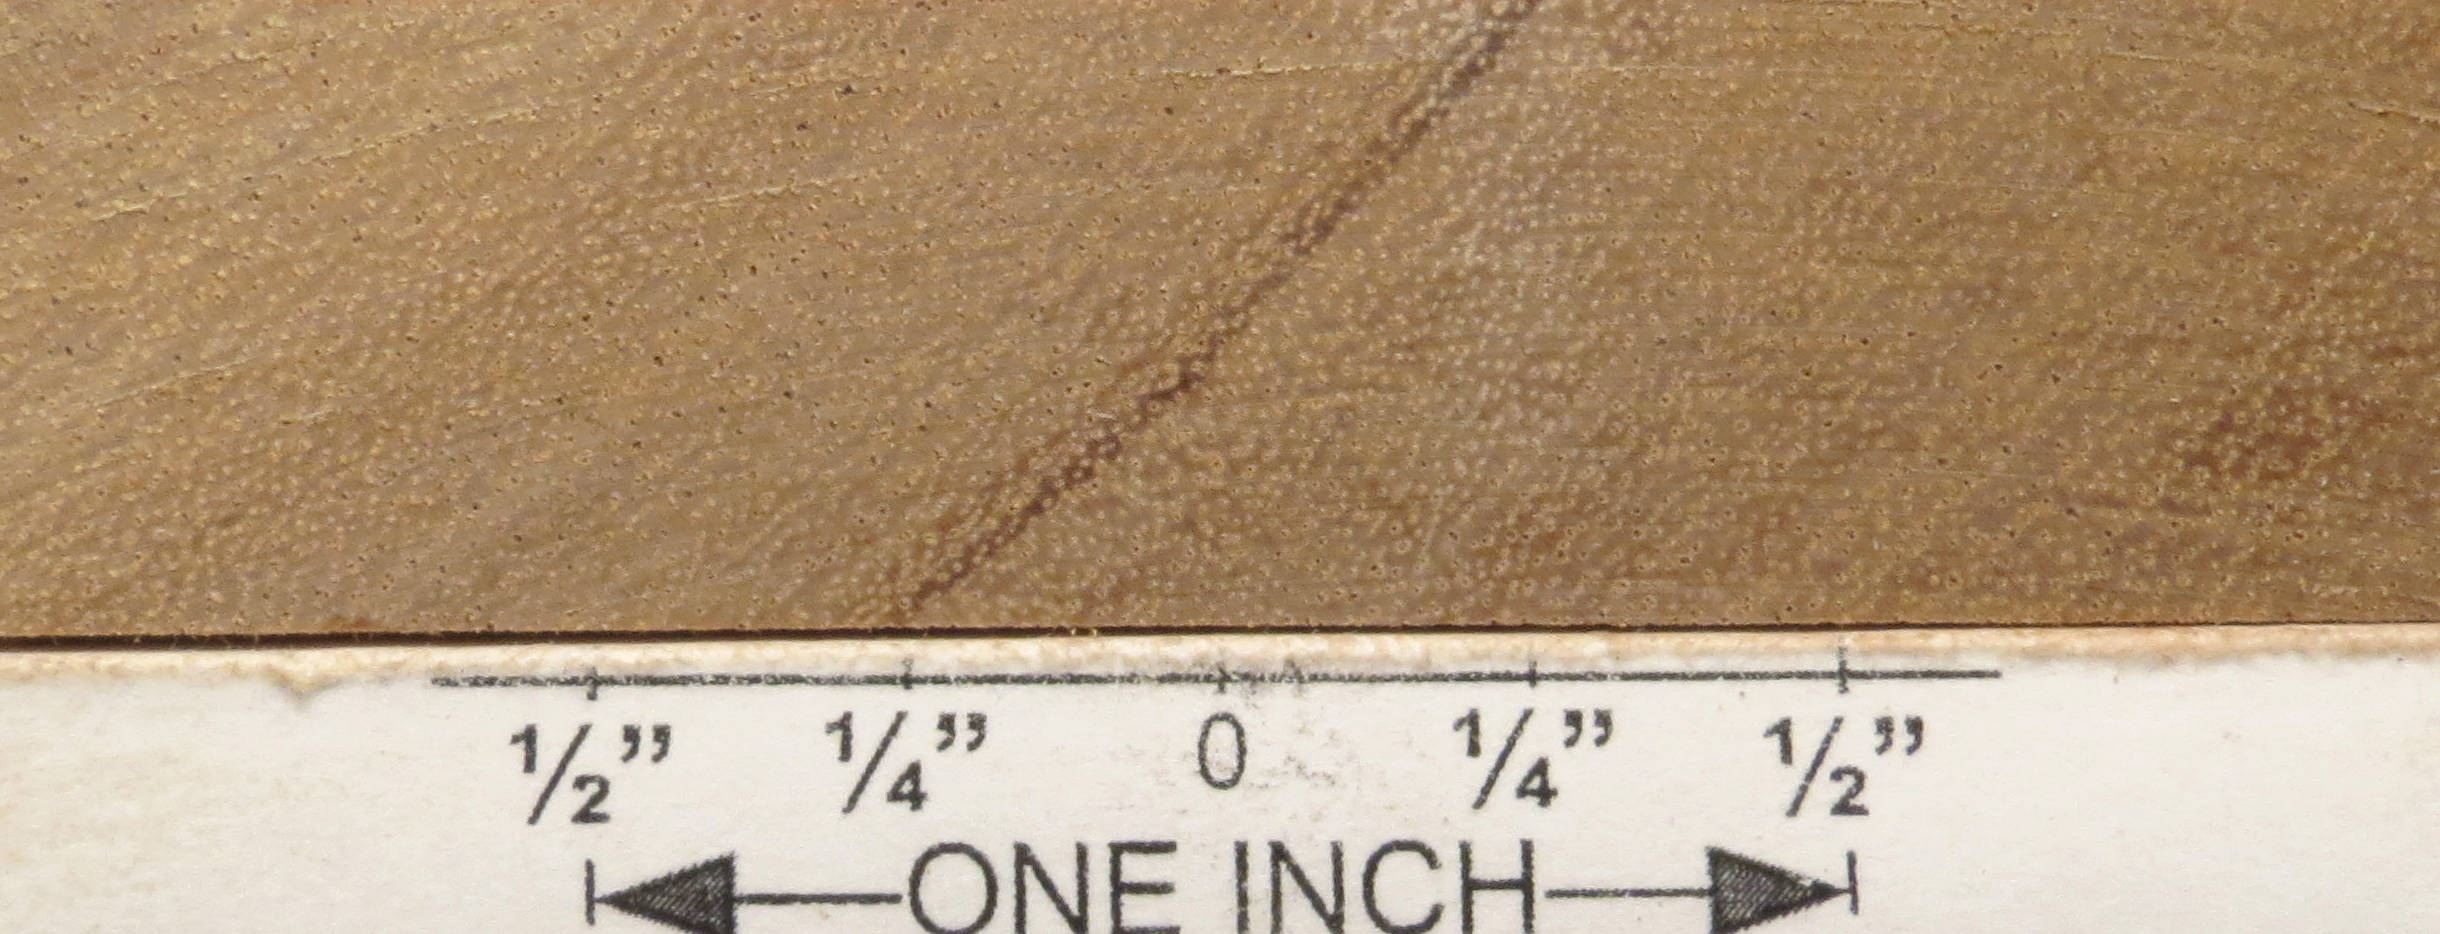 ½” ¼” 0 ¼” ½”
ONE INCH